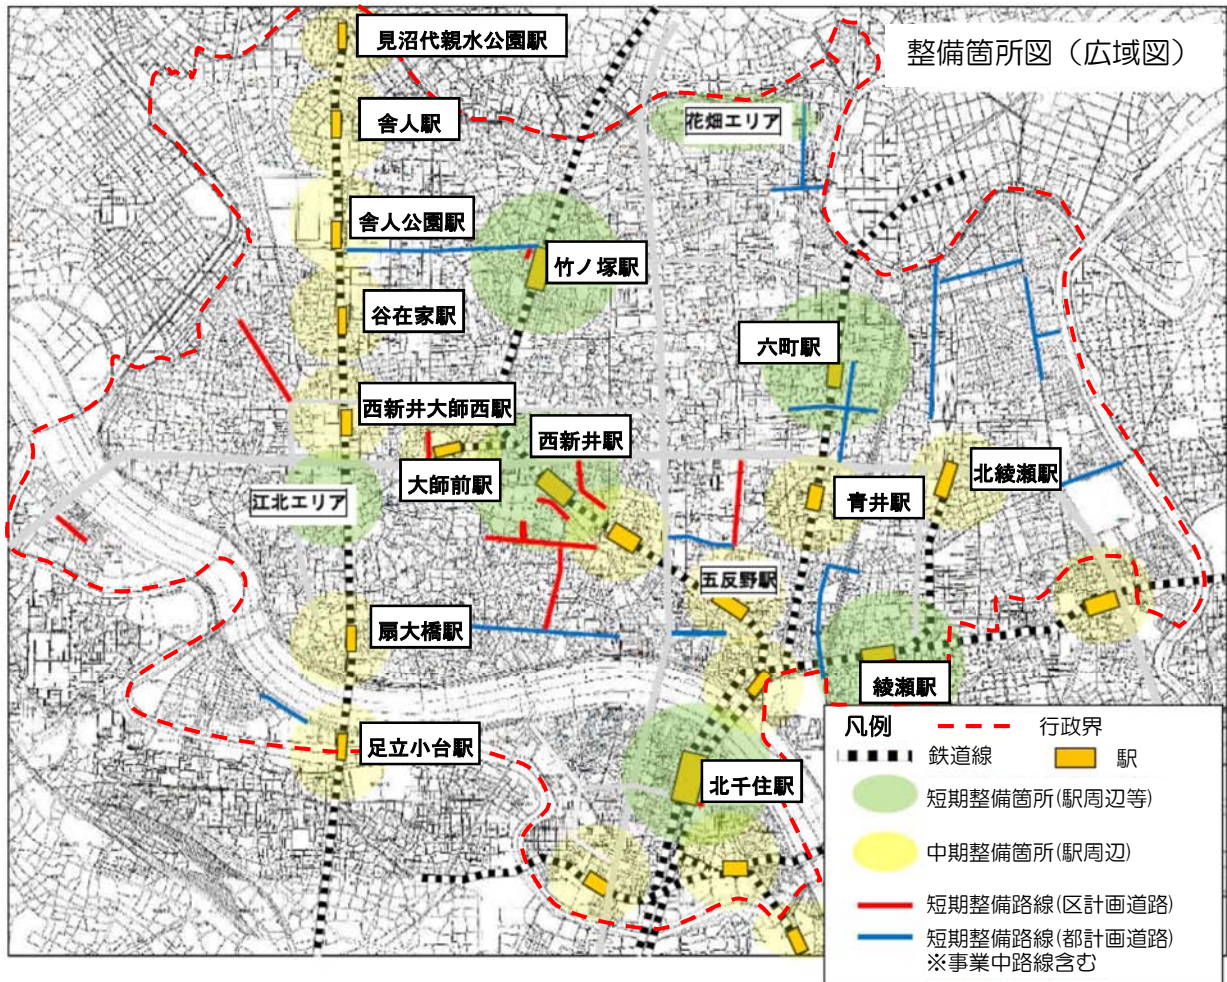 整備箇所図（広域図）
見沼代親水公園駅
舎人駅
花畑エリア
舎人公園駅
竹ノ塚駅
谷在家駅
六町駅
西新井大師西駅
西新井駅
大師前駅
北綾瀬駅
江北エリア
青井駅
五反野駅
扇大橋駅
綾瀬駅
足立小台駅
北千住駅
凡例
行政界
鉄道線
駅
短期整備箇所(駅周辺等)
中期整備箇所(駅周辺)
短期整備路線(区計画道路)
短期整備路線(都計画道路)
※事業中路線含む